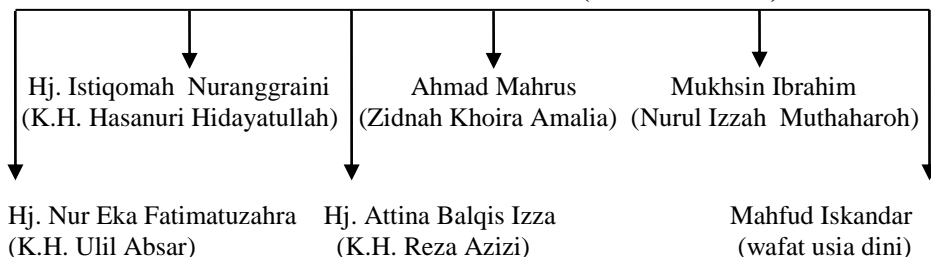 Hj. Istiqomah Nuranggraini Ahmad Mahrus Mukhsin Ibrahim
(K.H. Hasanuri Hidayatullah) (Zidnah Khoira Amalia) (Nurul Izzah Muthaharoh)
Hj. Nur Eka Fatimatuzahra Hj. Attina Balqis Izza Mahfud Iskandar
(K.H. Ulil Absar) (K.H. Reza Azizi) (wafat usia dini)